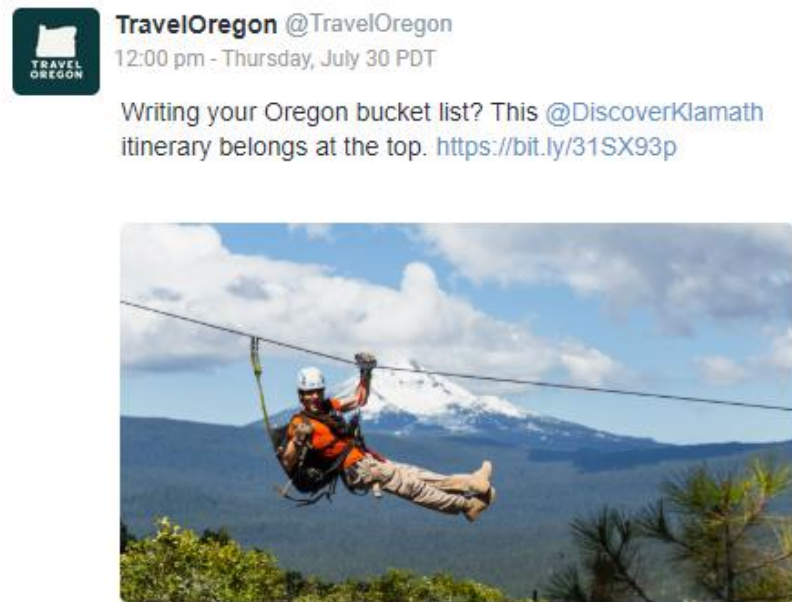 TRAVEL
OREGON
TravelOregon @TravelOregon
12:00 pm - Thursday, July 30 PDT
Writing your Oregon bucket list? This @DiscoverKlamath
itinerary belongs at the top. https://bit.ly/31SX93p